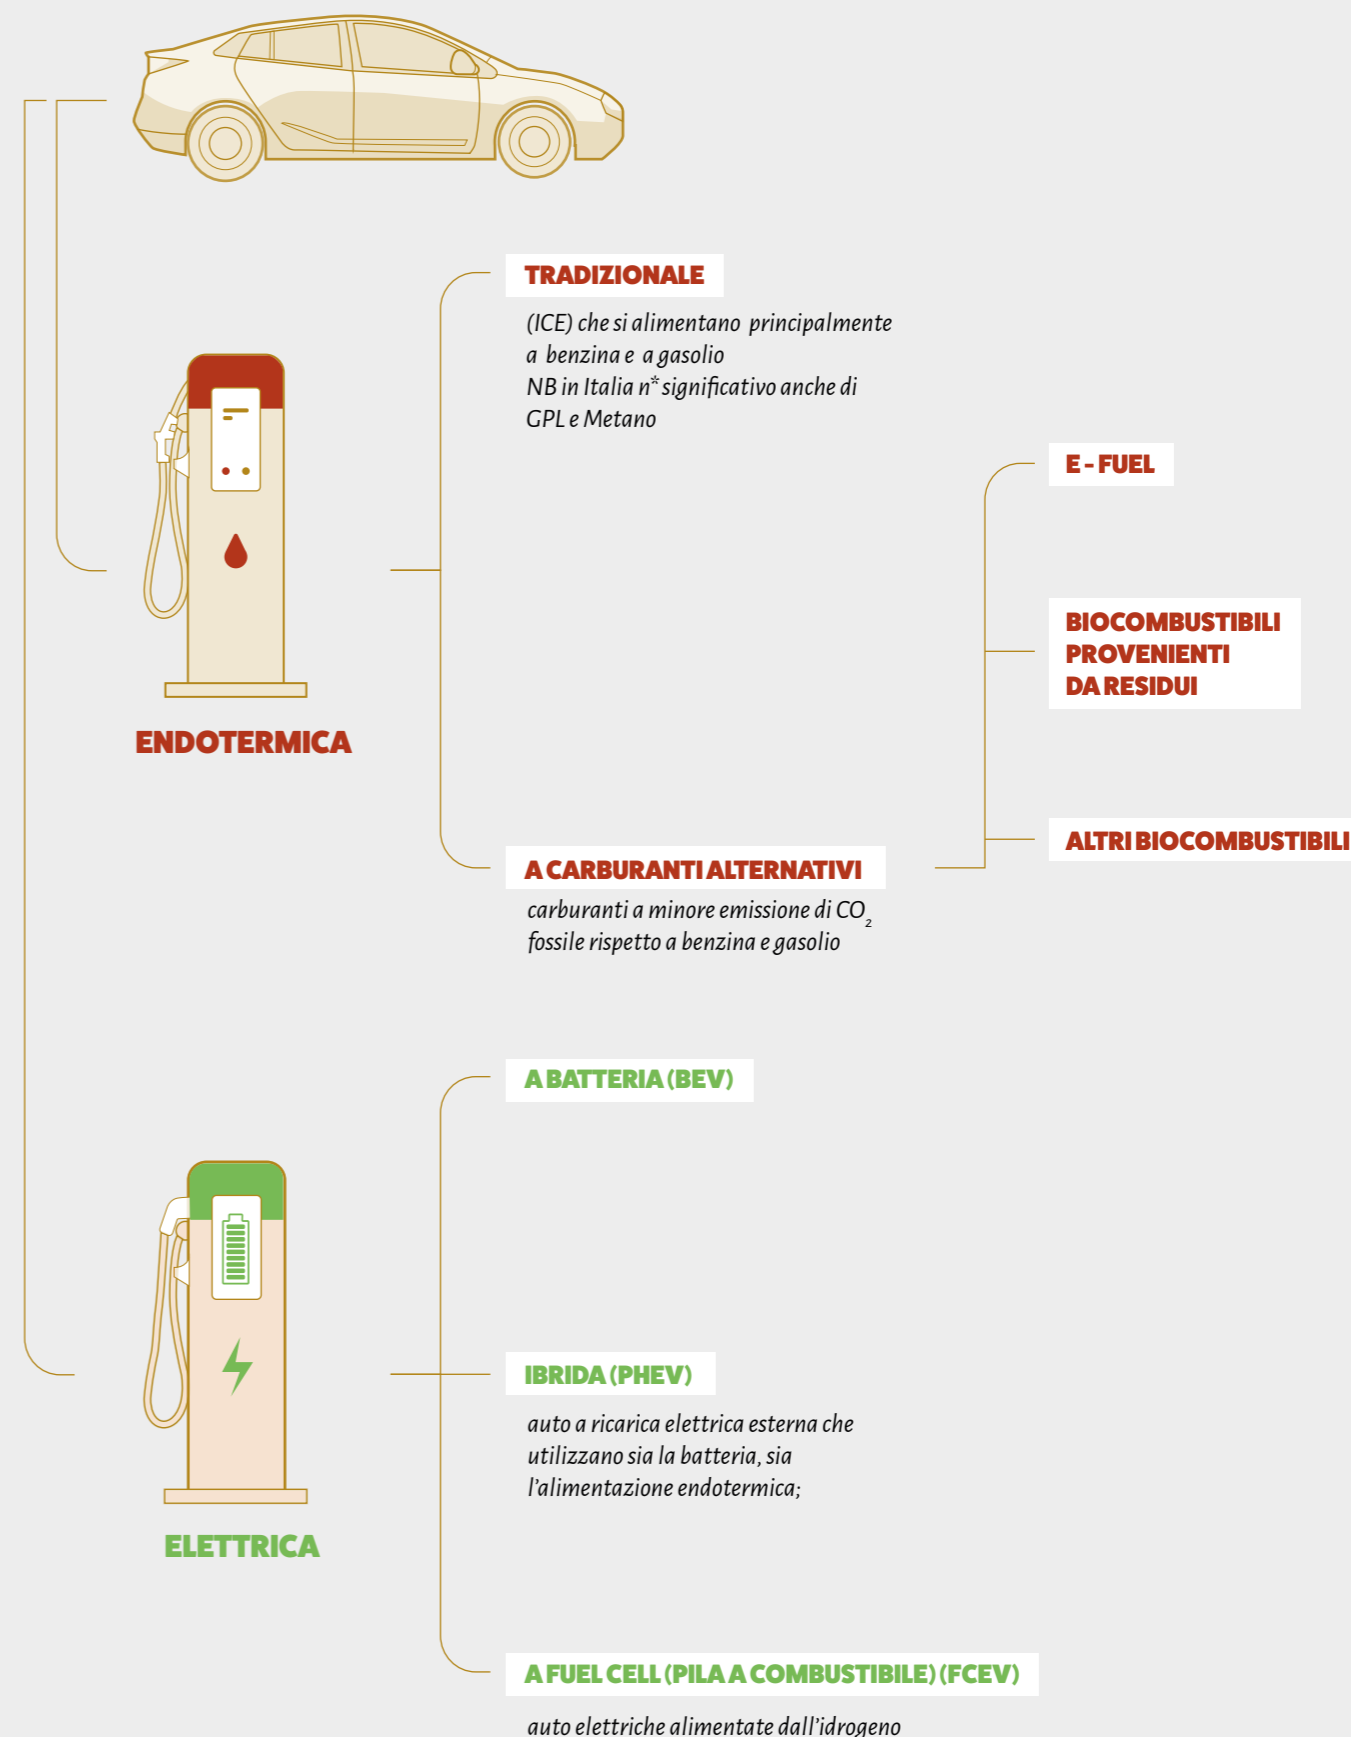 TRADIZIONALE
(ICE) che si alimentano principalmente
a benzina e a gasolio
NB in Italia n* significativo anche di
GPL e Metano
E - FUEL
BIOCOMBUSTIBILI
PROVENIENTI
DA RESIDUI
ENDOTERMICA
ALTRI BIOCOMBUSTIBILI
A CARBURANTI ALTERNATIVI
carburanti a minore emissione di CO₂
fossile rispetto a benzina e gasolio
A BATTERIA (BEV)
IBRIDA (PHEV)
auto a ricarica elettrica esterna che
utilizzano sia la batteria, sia
l'alimentazione endotermica;
ELETTRICA
A FUEL CELL (PILA A COMBUSTIBILE) (FCEV)
auto elettriche alimentate dall'idrogeno